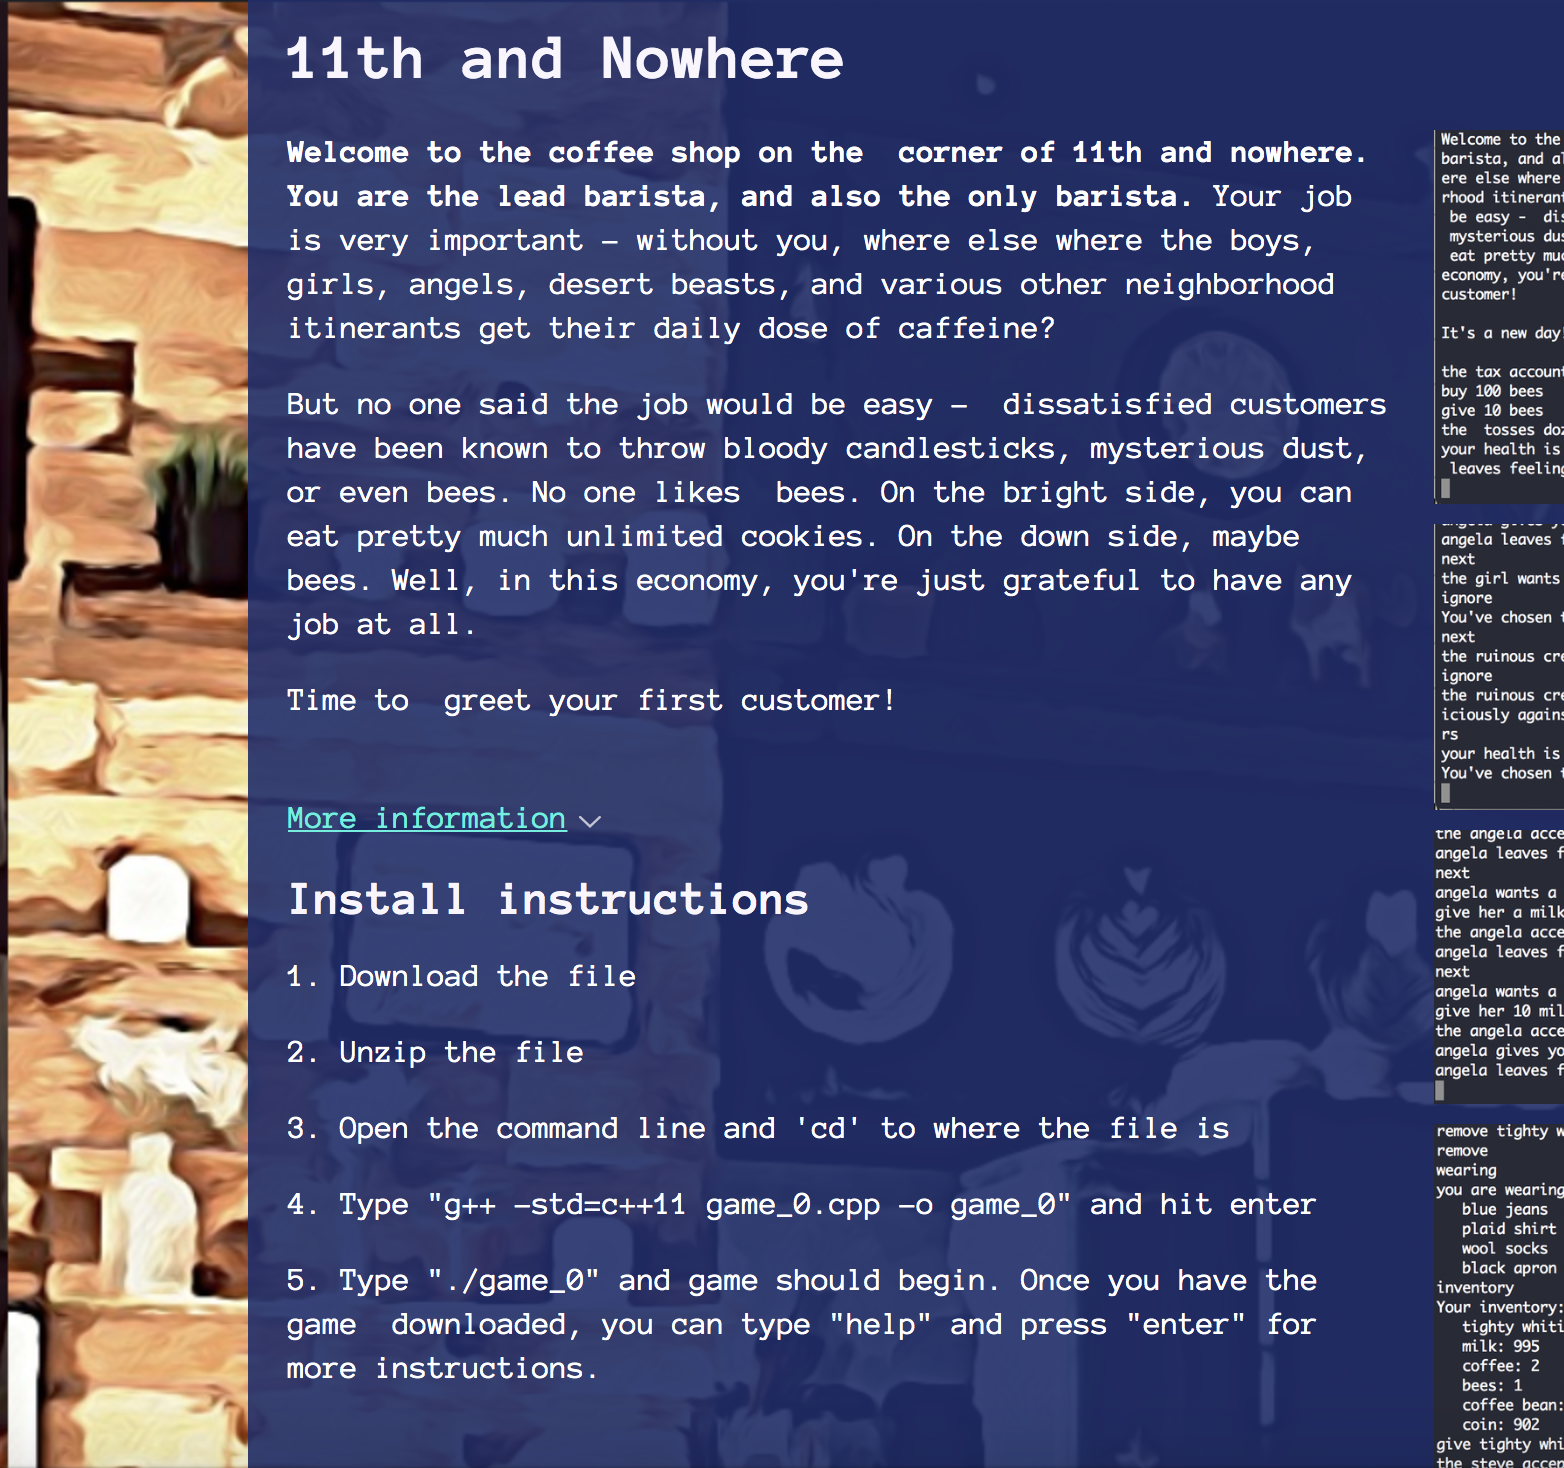 11th and Nowhere
Welcome to the coffee shop on the  corner of 11th and nowhere.
You are the lead barista, and also the only barista. Your job
is very important - without you, where else where the boys,
girls, angels, desert beasts, and various other neighborhood
itinerants get their daily dose of caffeine?
But no one said the job would be easy -  dissatisfied customers
have been known to throw bloody candlesticks, mysterious dust,
or even bees. No one likes  bees. On the bright side, you can
eat pretty much unlimited cookies. On the down side, maybe
bees. Well, in this economy, you're just grateful to have any
job at all.
Time to  greet your first customer!
More information
Install instructions
1. Download the file
2. Unzip the file
3. Open the command line and 'cd' to where the file is
4. Type "g++ -std=c++11 game_0.cpp -o game_0" and hit enter
5. Type "./game_0" and game should begin. Once you have the
game  downloaded, you can type "help" and press "enter" for
more instructions.
Welcome to the
barista, and al
ere else where
rhood itinerant
be easy -  dis
mysterious dus
eat pretty muc
economy, you're
customer!
It's a new day!
the tax account
buy 100 bees
give 10 bees
the  tosses doz
your health is
leaves feeling
angela gives y
angela leaves f
next
the girl wants
ignore
You've chosen t
next
the ruinous cre
ignore
the ruinous cre
iciously agains
rs
your health is
You've chosen t
the angela acce
angela leaves f
next
angela wants a
give her a milk
the angela acce
angela leaves f
next
angela wants a
give her 10 mil
the angela acce
angela gives yo
angela leaves f
remove tighty w
remove
wearing
you are wearing
blue jeans
plaid shirt
wool socks
black apron
inventory
Your inventory:
tighty whiti
milk: 995
coffee: 2
bees: 1
coffee bean:
coin: 902
give tighty whi
the steve accep